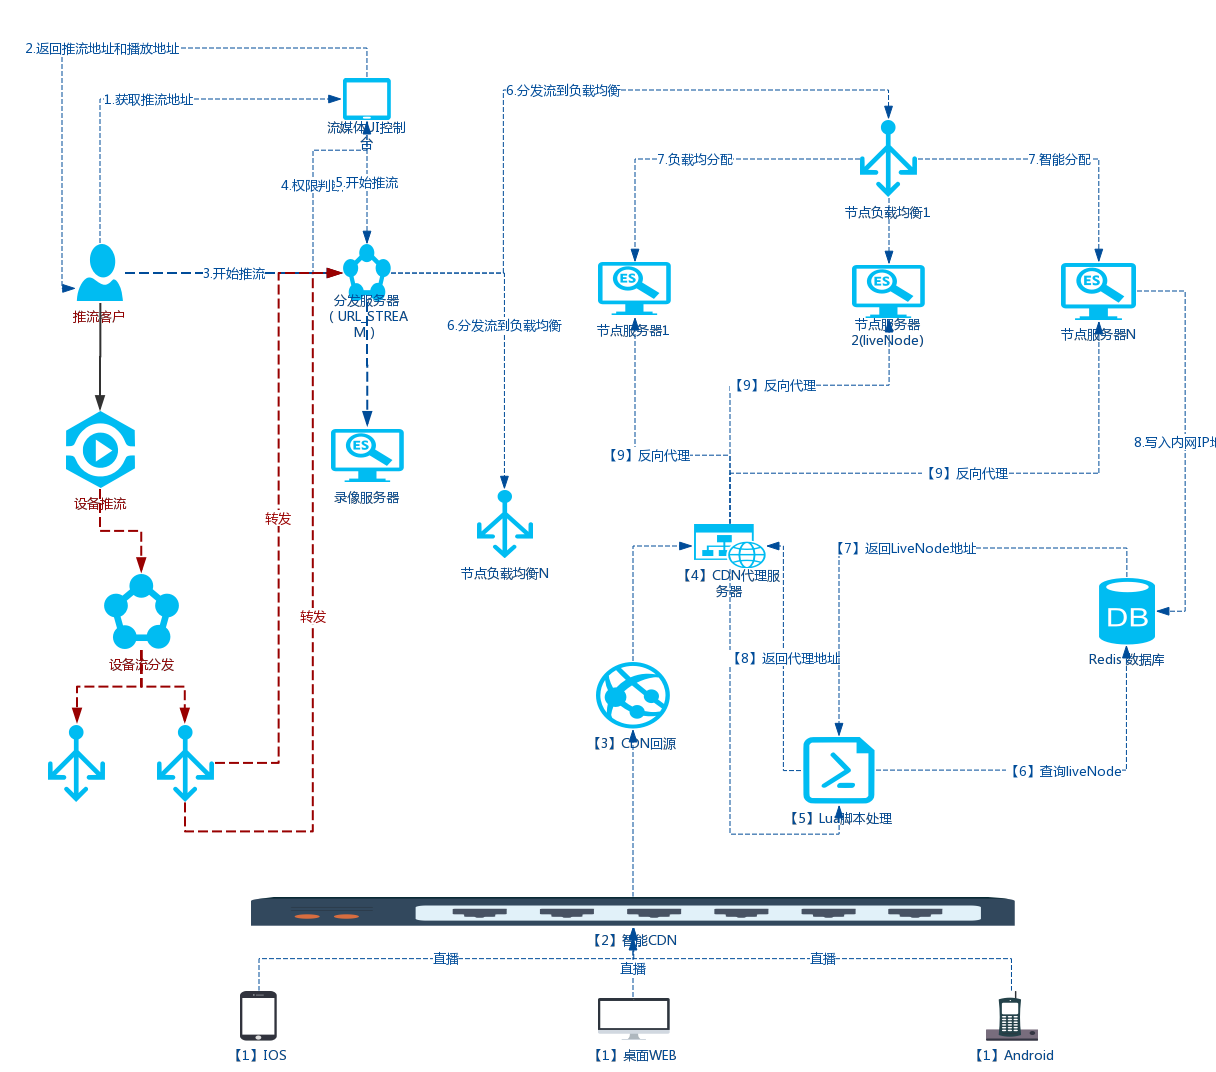 2.返回推流地址和播放地址
1.获取推流地址
流媒体UI控制
台
4.权限判
5.开始推流
3.开始推流
推流客户
分发服务器
( URL_STREA
M )
设备推流
录像服务器
转发
转发
设备流分发
6.分发流到负载均衡
6.分发流到负载均衡
7.负载均分配
7.智能分配
节点负载均衡1
节点服务器1
节点服务器
2(liveNode)
节点服务器N
【9】反向代理
【9】反向代理
【9】反向代理
8.写入内网IP
节点负载均衡N
【4】CDN代理服
务器
【7】返回LiveNode地址
DB
Redis 数据库
【8】返回代理地址
【3】CDN回源
【6】查询liveNode
【5】Lua脚本处理
【2】智能CDN
直播
直播
直播
【1】IOS
【1】桌面WEB
【1】Android
ES
ES
ES
ES